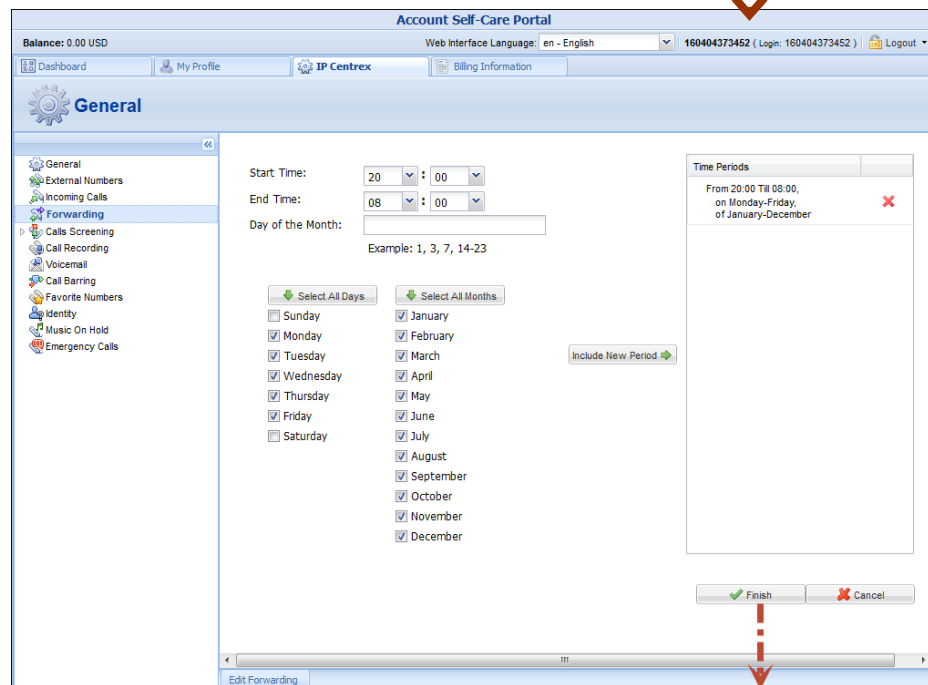 Account Self-Care Portal
Balance: 0.00 USD Web Interface Language: en - English 160404373452 ( Login: 160404373452 ) Logout
Dashboard My Profile IP Centrex Billing Information
General
General
External Numbers
Incoming Calls
Forwarding
Calls Screening
Call Recording
Voicemail
Call Barring
Favorite Numbers
Identity
Music On Hold
Emergency Calls
Start Time: 20 : 00
End Time: 08 : 00
Day of the Month:
Example: 1, 3, 7, 14-23
Select All Days Select All Months
Sunday January
Monday February
Tuesday March
Wednesday April
Thursday May
Friday June
Saturday July
August
September
October
November
December
Include New Period
Time Periods
From 20:00 Till 08:00,
on Monday-Friday,
of January-December
Finish Cancel
Edit Forwarding